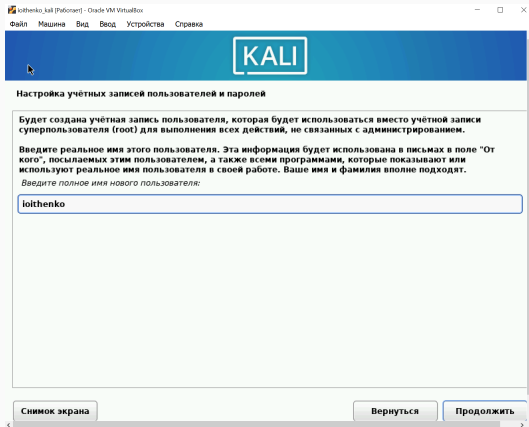 ioithenko_kali [Работает] - Oracle VM VirtualBox
Файл Машина Вид Ввод Устройства Справка
KALI
Настройка учётных записей пользователей и паролей
Будет создана учётная запись пользователя, которая будет использоваться вместо учётной записи
суперпользователя (root) для выполнения всех действий, не связанных с администрированием.
Введите реальное имя этого пользователя. Эта информация будет использована в письмах в поле "От
кого", посылаемых этим пользователем, а также всеми программами, которые показывают или
используют реальное имя пользователя в своей работе. Ваше имя и фамилия вполне подходят.
Введите полное имя нового пользователя:
ioithenko
Снимок экрана Вернуться Продолжить